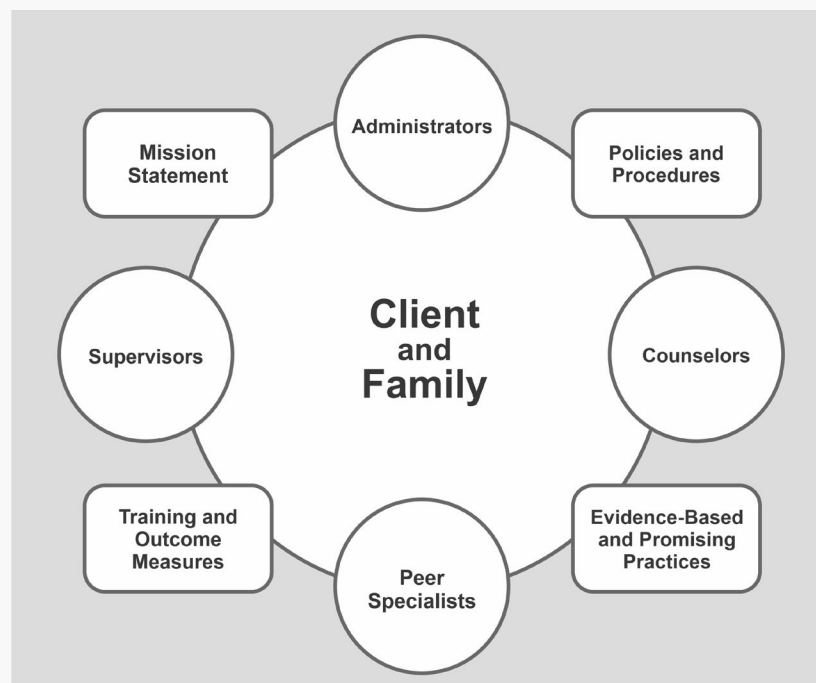 Administrators
Mission
Statement
Policies and
Procedures
Client
and
Family
Supervisors
Counselors
Training and
Outcome
Measures
Evidence-Based
and Promising
Practices
Peer
Specialists